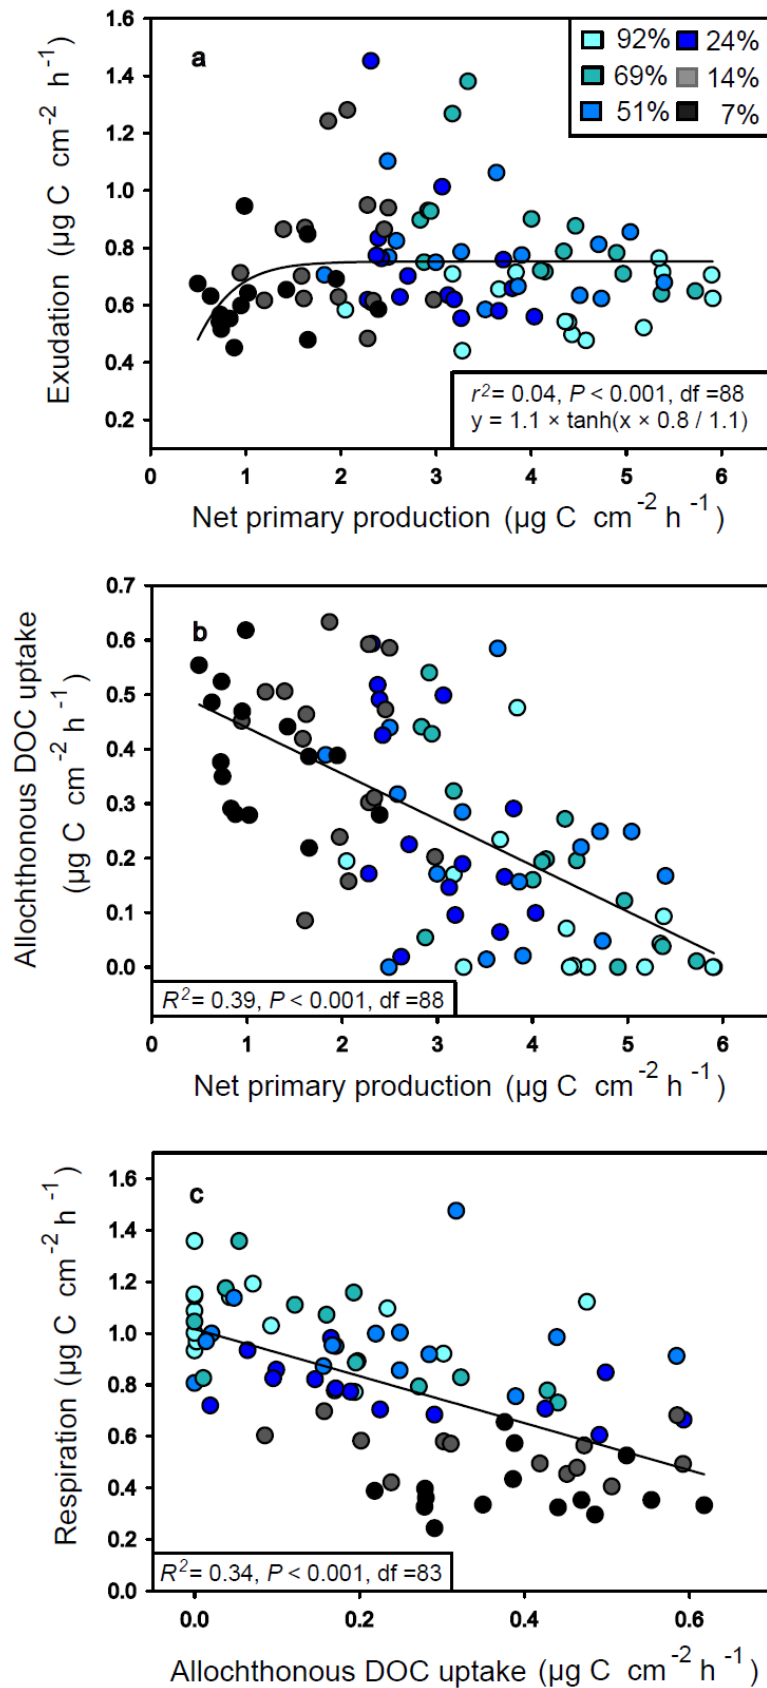 a
92% 24%
69% 14%
51% 7%
1.6
1.4
1.2
1.0
0.8
0.6
0.4
0.2
Exudation (µg C cm⁻² h⁻¹)
r² = 0.04, P < 0.001, df =88
y = 1.1 × tanh(x × 0.8 / 1.1)
0 1 2 3 4 5 6
Net primary production (µg C cm⁻² h⁻¹)
b
0.7
0.6
0.5
0.4
0.3
0.2
0.1
0.0
Allochthonous DOC uptake
(µg C cm⁻² h⁻¹)
R² = 0.39, P < 0.001, df =88
0 1 2 3 4 5 6
Net primary production (µg C cm⁻² h⁻¹)
c
1.6
1.4
1.2
1.0
0.8
0.6
0.4
0.2
0.0
Respiration (µg C cm⁻² h⁻¹)
R² = 0.34, P < 0.001, df =83
0.0 0.2 0.4 0.6
Allochthonous DOC uptake (µg C cm⁻² h⁻¹)